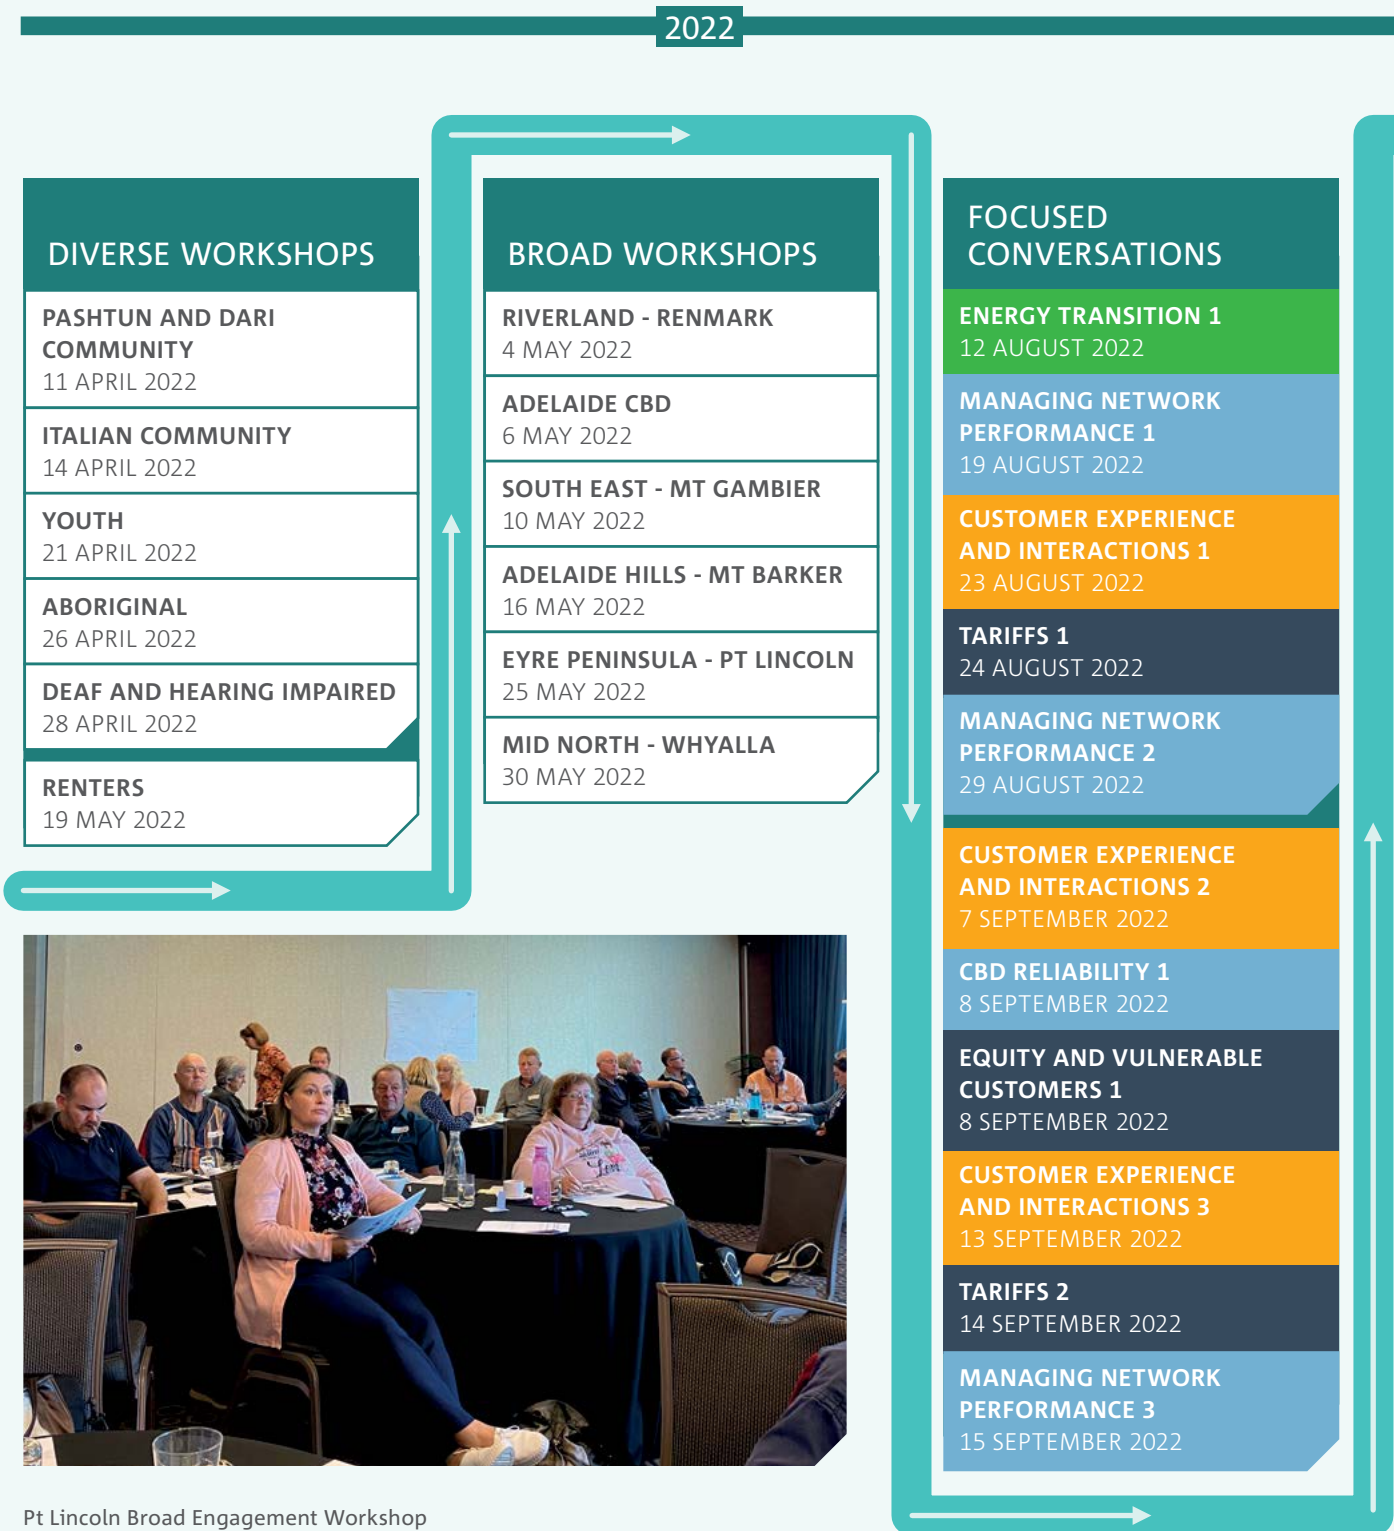 2022
DIVERSE WORKSHOPS
PASHTUN AND DARI
COMMUNITY
11 APRIL 2022
ITALIAN COMMUNITY
14 APRIL 2022
YOUTH
21 APRIL 2022
ABORIGINAL
26 APRIL 2022
DEAF AND HEARING IMPAIRED
28 APRIL 2022
RENTERS
19 MAY 2022
BROAD WORKSHOPS
RIVERLAND - RENMARK
4 MAY 2022
ADELAIDE CBD
6 MAY 2022
SOUTH EAST - MT GAMBIER
10 MAY 2022
ADELAIDE HILLS - MT BARKER
16 MAY 2022
EYRE PENINSULA - PT LINCOLN
25 MAY 2022
MID NORTH - WHYALLA
30 MAY 2022
FOCUSED
CONVERSATIONS
ENERGY TRANSITION 1
12 AUGUST 2022
MANAGING NETWORK
PERFORMANCE 1
19 AUGUST 2022
CUSTOMER EXPERIENCE
AND INTERACTIONS 1
23 AUGUST 2022
TARIFFS 1
24 AUGUST 2022
MANAGING NETWORK
PERFORMANCE 2
29 AUGUST 2022
CUSTOMER EXPERIENCE
AND INTERACTIONS 2
7 SEPTEMBER 2022
CBD RELIABILITY 1
8 SEPTEMBER 2022
EQUITY AND VULNERABLE
CUSTOMERS 1
8 SEPTEMBER 2022
CUSTOMER EXPERIENCE
AND INTERACTIONS 3
13 SEPTEMBER 2022
TARIFFS 2
14 SEPTEMBER 2022
MANAGING NETWORK
PERFORMANCE 3
15 SEPTEMBER 2022
Pt Lincoln Broad Engagement Workshop